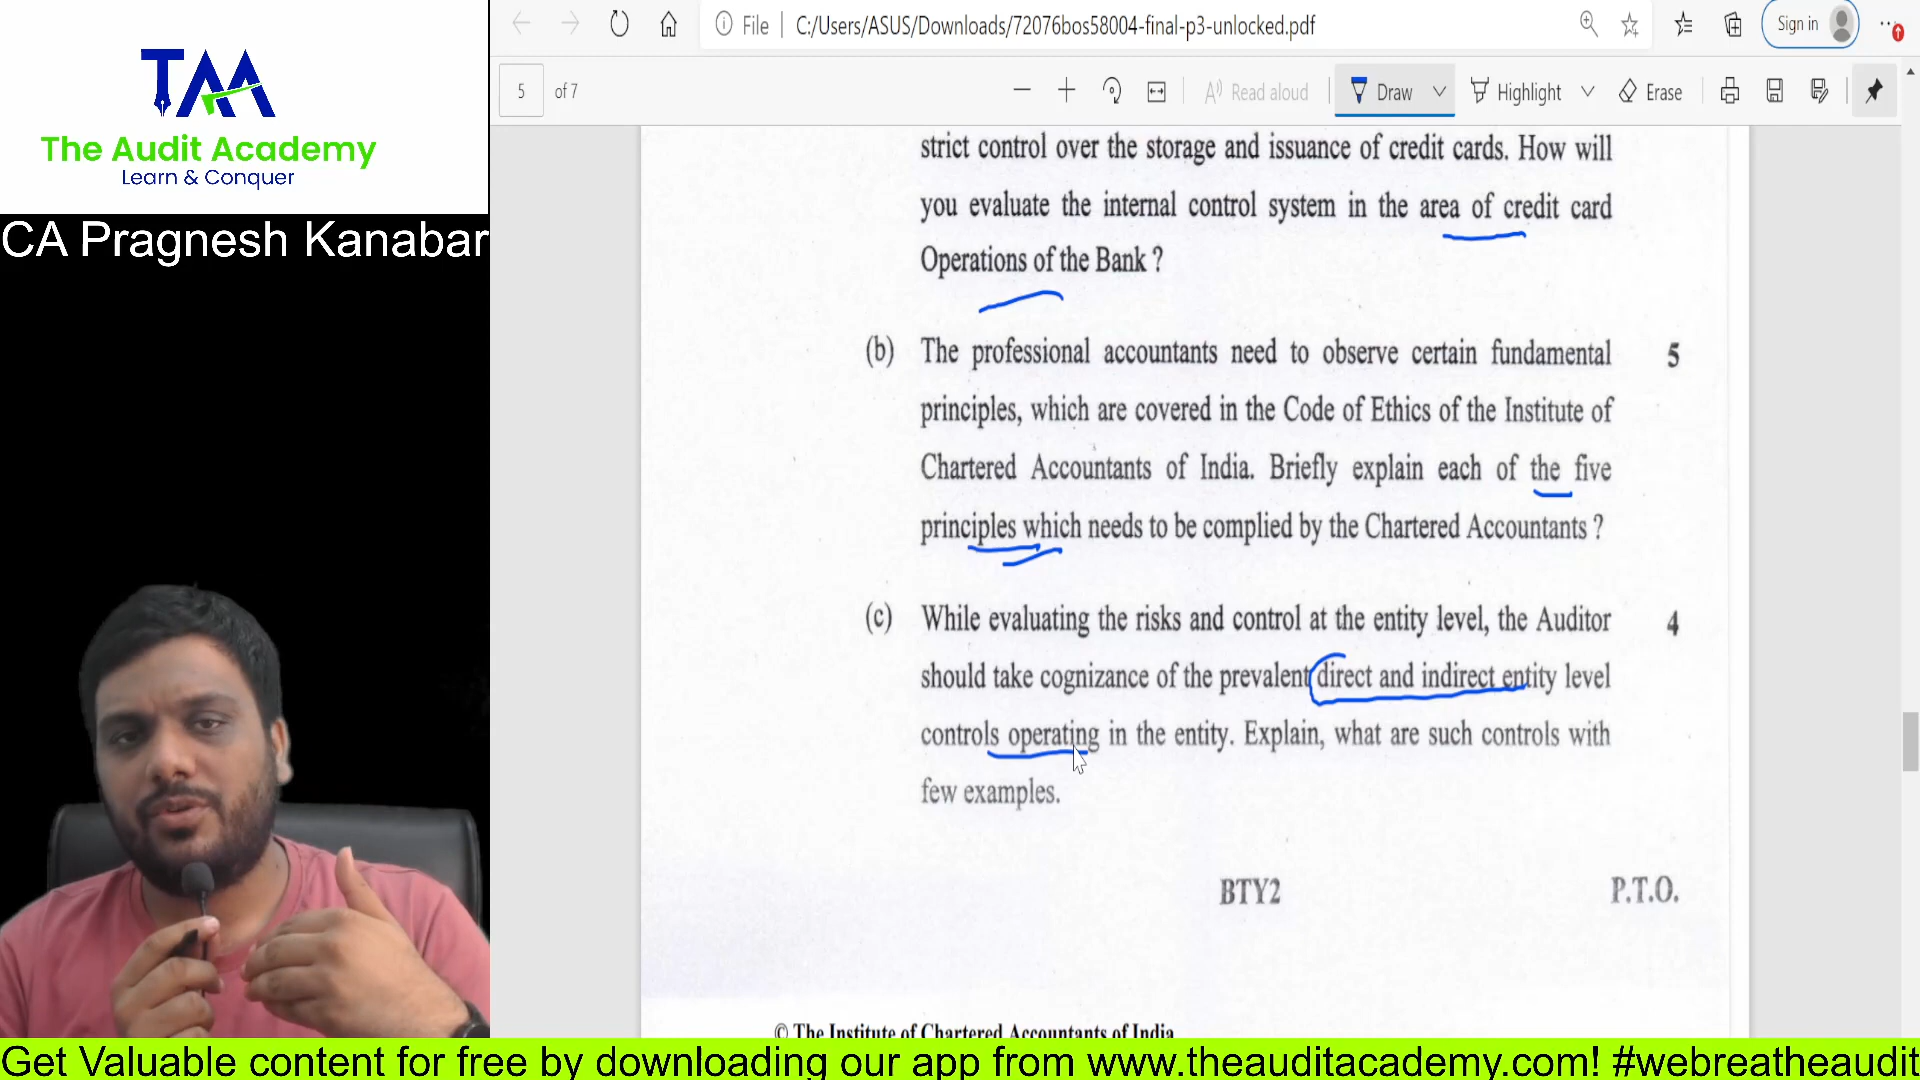 TAA
The Audit Academy
Learn & Conquer
CA Pragnesh Kanabar
File C:/Users/ASUS/Downloads/72076bos58004-final-p3-unlocked.pdf
Sign in
5 of 7
Read aloud
Draw
Highlight
Erase
strict control over the storage and issuance of credit cards. How will
you evaluate the internal control system in the area of credit card
Operations of the Bank ?
(b) The professional accountants need to observe certain fundamental 5
principles, which are covered in the Code of Ethics of the Institute of
Chartered Accountants of India. Briefly explain each of the five
principles which needs to be complied by the Chartered Accountants ?
(c) While evaluating the risks and control at the entity level, the Auditor 4
should take cognizance of the prevalent direct and indirect entity level
controls operating in the entity. Explain, what are such controls with
few examples.
BTY2 P.T.O.
© The Institute of Chartered Accountants of India
Get Valuable content for free by downloading our app from www.theauditacademy.com! #webreatheaudit